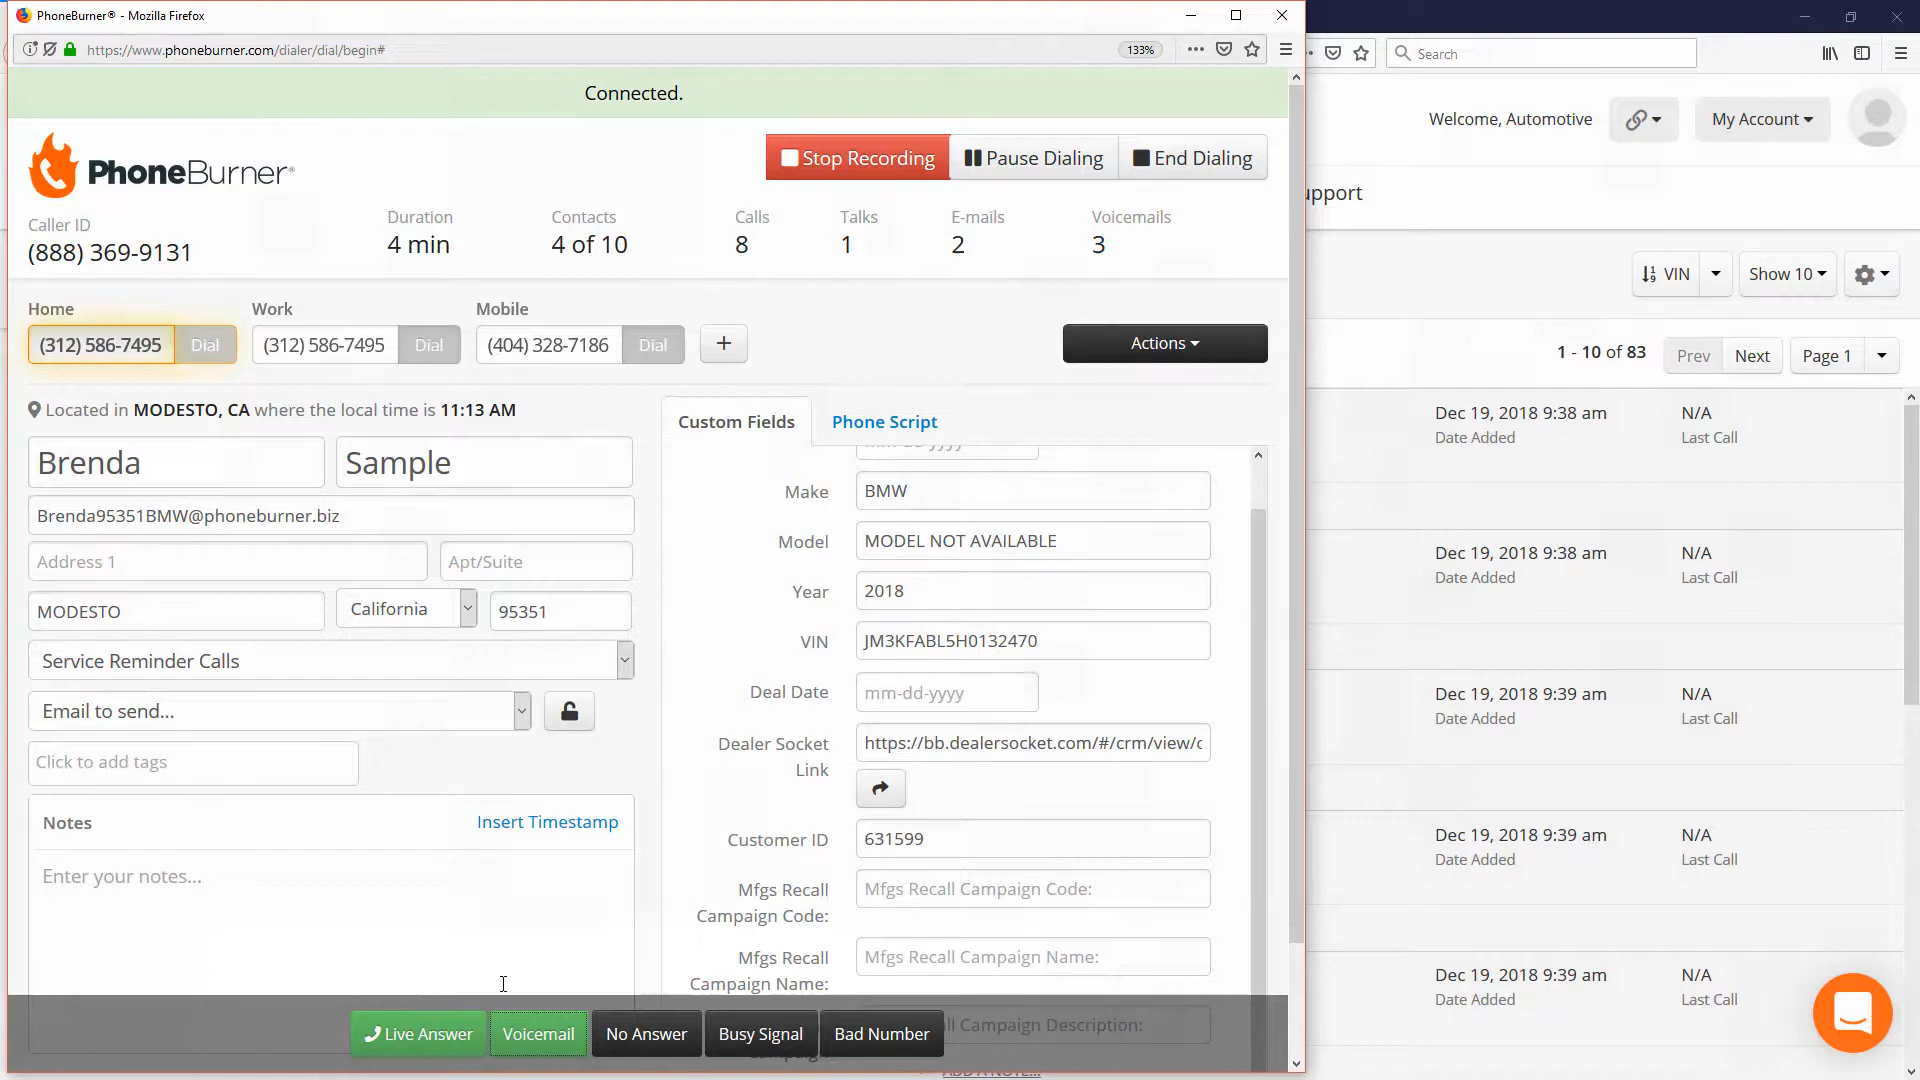 PhoneBurner® - Mozilla Firefox
https://www.phoneburner.com/dialer/dial/begin#
133%
Search
Connected.
Welcome, Automotive
My Account
PhoneBurner®
Stop Recording
Pause Dialing
End Dialing
upport
Caller ID
(888) 369-9131
Duration
4 min
Contacts
4 of 10
Calls
8
Talks
1
E-mails
2
Voicemails
3
VIN
Show 10
Home
(312) 586-7495
Dial
Work
(312) 586-7495
Dial
Mobile
(404) 328-7186
Dial
+
Actions
1 - 10 of 83
Prev
Next
Page 1
Located in MODESTO, CA where the local time is 11:13 AM
Brenda
Sample
Brenda95351BMW@phoneburner.biz
Address 1
Apt/Suite
MODESTO
California
95351
Service Reminder Calls
Email to send...
Click to add tags
Notes
Insert Timestamp
Enter your notes...
Custom Fields
Phone Script
mm-dd-yyyy
Make
BMW
Model
MODEL NOT AVAILABLE
Year
2018
VIN
JM3KFABL5H0132470
Deal Date
mm-dd-yyyy
Dealer Socket
Link
https://bb.dealersocket.com/#/crm/view/c
Customer ID
631599
Mfgs Recall
Campaign Code:
Mfgs Recall Campaign Code:
Mfgs Recall
Campaign Name:
Mfgs Recall Campaign Name:
ll Campaign Description:
ADD A NOTE...
Live Answer
Voicemail
No Answer
Busy Signal
Bad Number
Dec 19, 2018 9:38 am
Date Added
N/A
Last Call
Dec 19, 2018 9:38 am
Date Added
N/A
Last Call
Dec 19, 2018 9:39 am
Date Added
N/A
Last Call
Dec 19, 2018 9:39 am
Date Added
N/A
Last Call
Dec 19, 2018 9:39 am
Date Added
N/A
Last Call